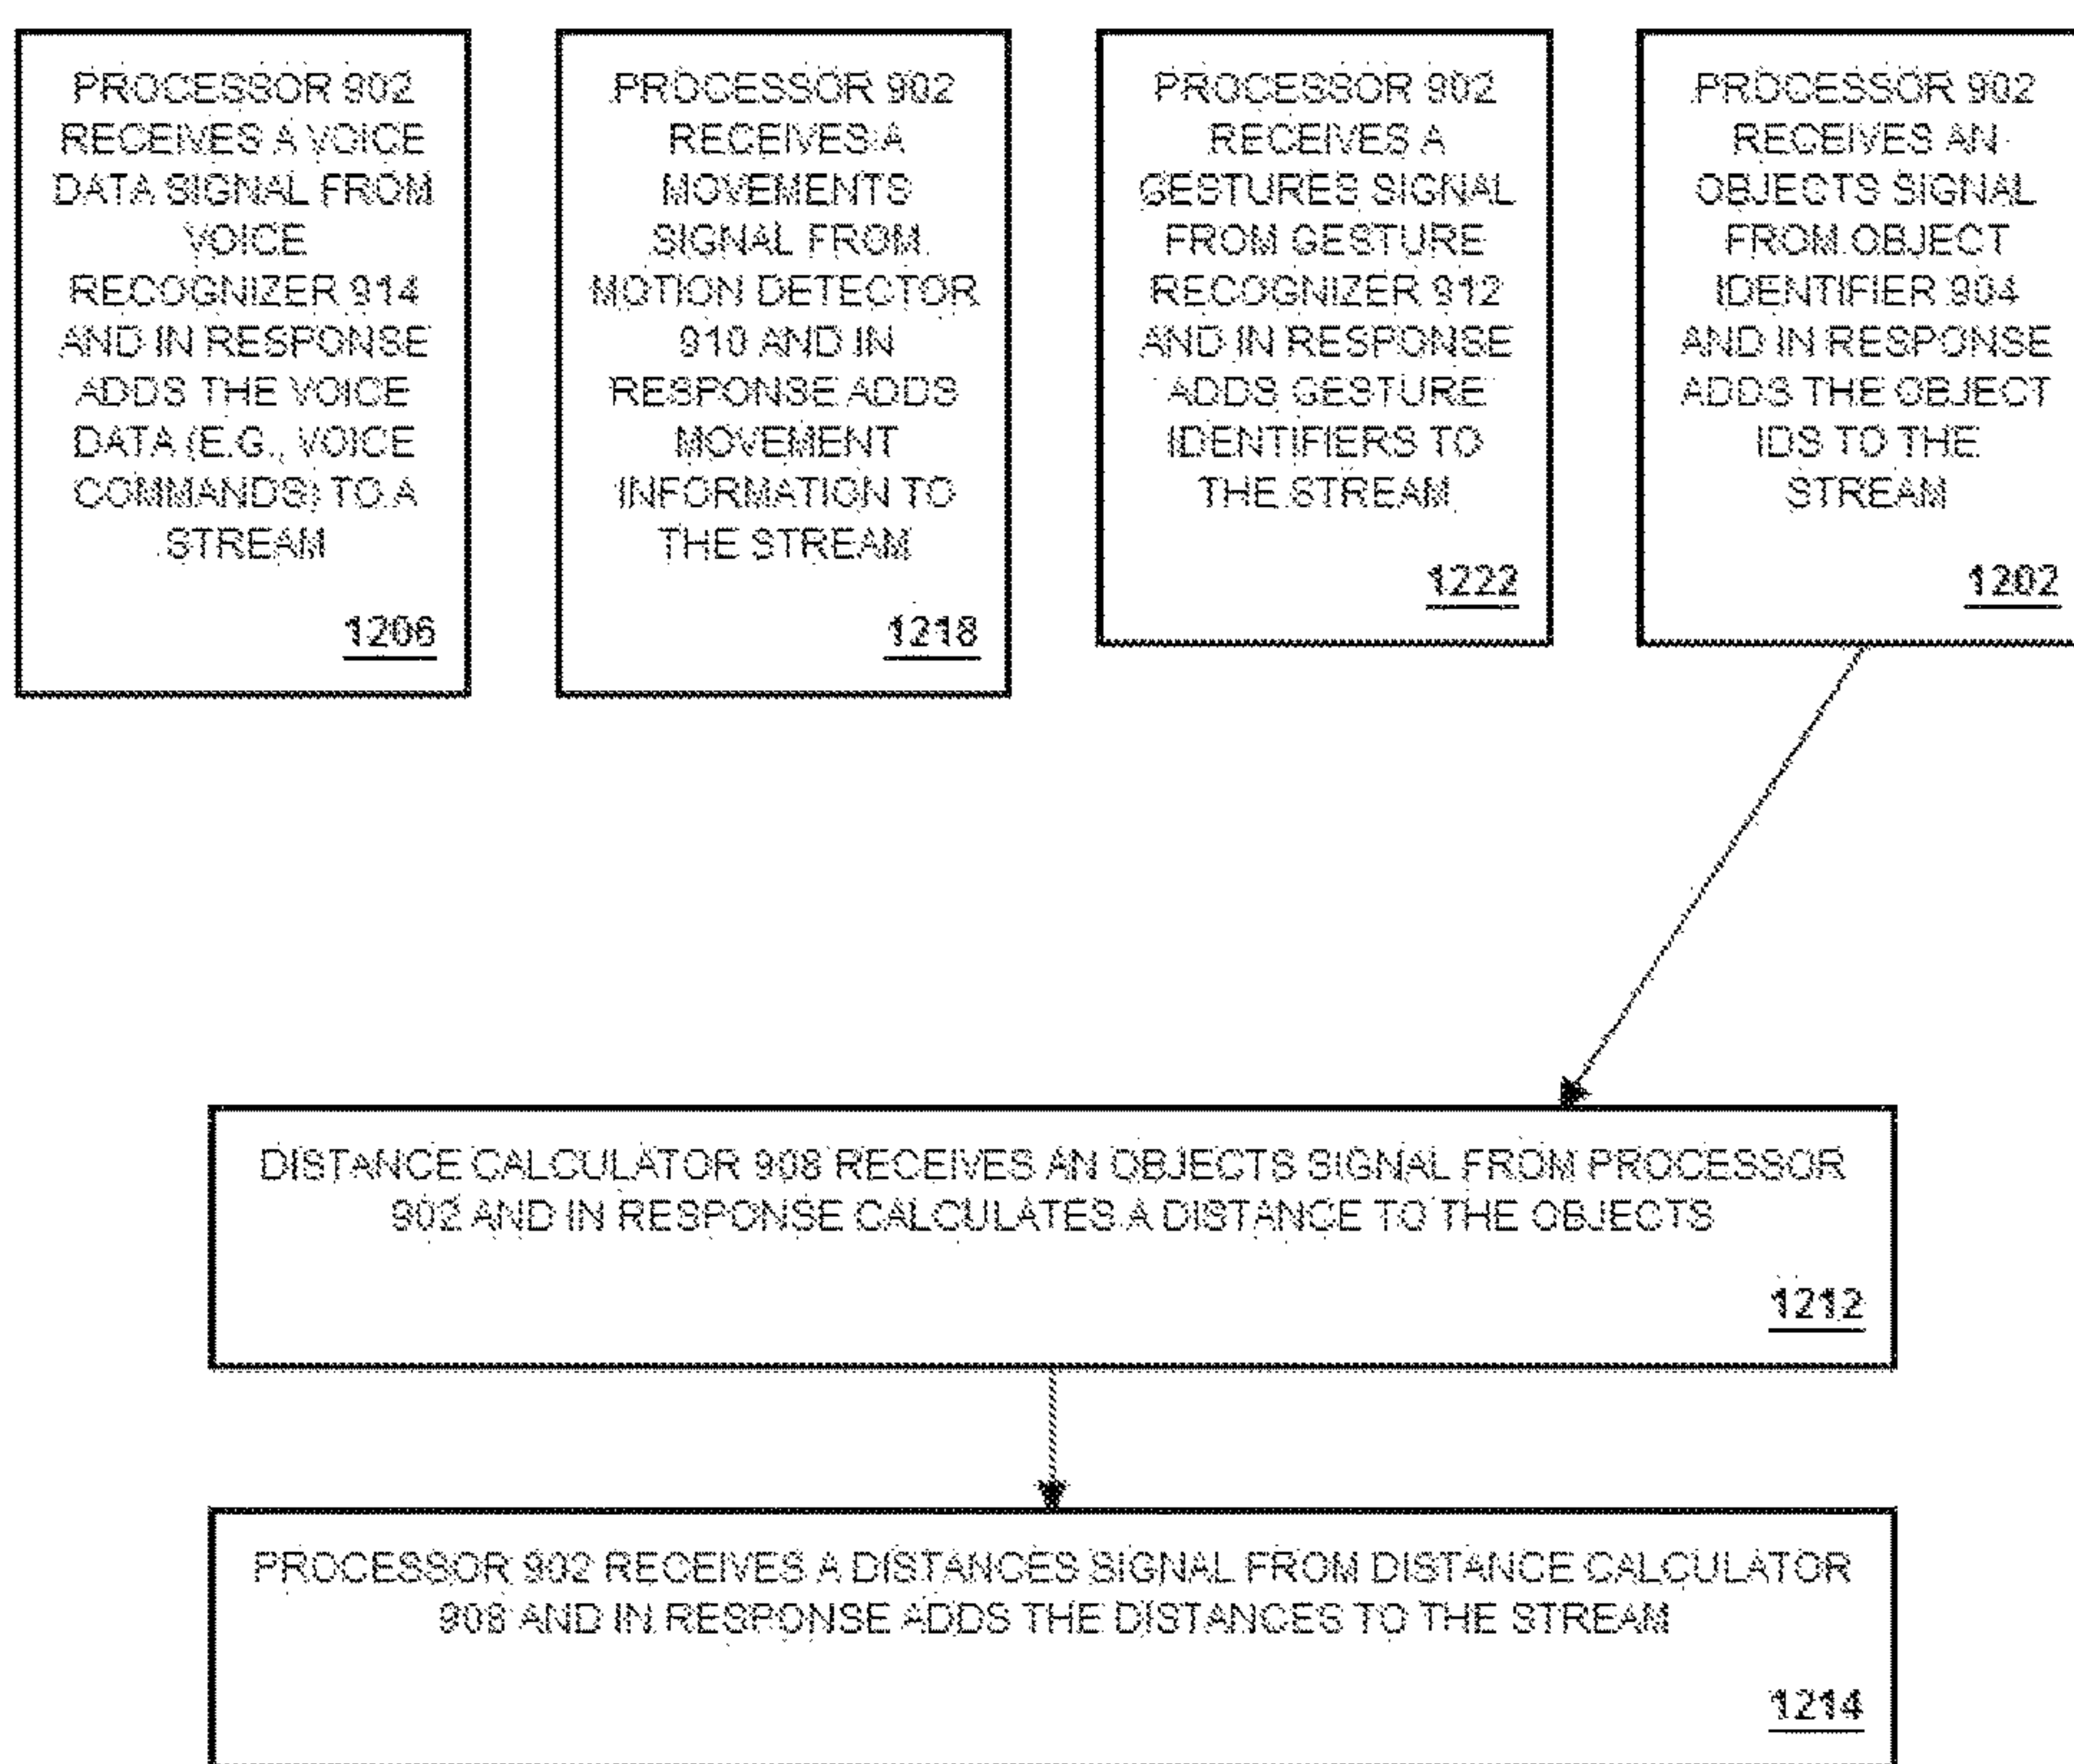 PROCESSOR 902
RECEIVES A VOICE
DATA SIGNAL FROM
VOICE
RECOGNIZER 914
AND IN RESPONSE
ADDS THE VOICE
DATA (E.G., VOICE
COMMANDS) TO A
STREAM
1206
PROCESSOR 902
RECEIVES A
MOVEMENTS
SIGNAL FROM
MOTION DETECTOR
910 AND IN
RESPONSE ADDS
MOVEMENT
INFORMATION TO
THE STREAM
1218
PROCESSOR 902
RECEIVES A
GESTURES SIGNAL
FROM GESTURE
RECOGNIZER 912
AND IN RESPONSE
ADDS GESTURE
IDENTIFIERS TO
THE STREAM
1222
PROCESSOR 902
RECEIVES AN
OBJECTS SIGNAL
FROM OBJECT
IDENTIFIER 904
AND IN RESPONSE
ADDS THE OBJECT
IDS TO THE
STREAM
1202
DISTANCE CALCULATOR 908 RECEIVES AN OBJECTS SIGNAL FROM PROCESSOR
902 AND IN RESPONSE CALCULATES A DISTANCE TO THE OBJECTS
1212
PROCESSOR 902 RECEIVES A DISTANCES SIGNAL FROM DISTANCE CALCULATOR
908 AND IN RESPONSE ADDS THE DISTANCES TO THE STREAM
1214